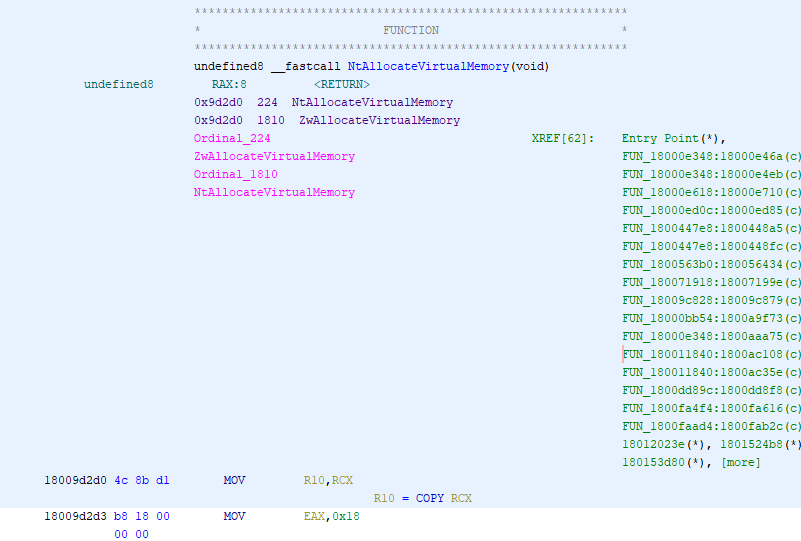 ***************************************************************
* FUNCTION *
***************************************************************
undefined8 __fastcall NtAllocateVirtualMemory(void)
undefined8 RAX:8 <RETURN>
0x9d2d0 224 NtAllocateVirtualMemory
0x9d2d0 1810 ZwAllocateVirtualMemory
Ordinal_224 XREF[62]: Entry Point(*),
ZwAllocateVirtualMemory FUN_18000e348:18000e46a(c)
Ordinal_1810 FUN_18000e348:18000e4eb(c)
NtAllocateVirtualMemory FUN_18000e618:18000e710(c)
FUN_18000ed0c:18000ed85(c)
FUN_1800447e8:1800448a5(c)
FUN_1800447e8:1800448fc(c)
FUN_1800563b0:180056434(c)
FUN_180071918:18007199e(c)
FUN_18009c828:18009c879(c)
FUN_18000bb54:1800a9f73(c)
FUN_18000e348:1800aaa75(c)
FUN_180011840:1800ac108(c)
FUN_180011840:1800ac35e(c)
FUN_1800dd89c:1800dd8f8(c)
FUN_1800fa4f4:1800fa616(c)
FUN_1800faad4:1800fab2c(c)
18012023e(*), 1801524b8(*)
180153d80(*), [more]
18009d2d0 4c 8b d1 MOV R10,RCX
R10 = COPY RCX
18009d2d3 b8 18 00 MOV EAX,0x18
00 00